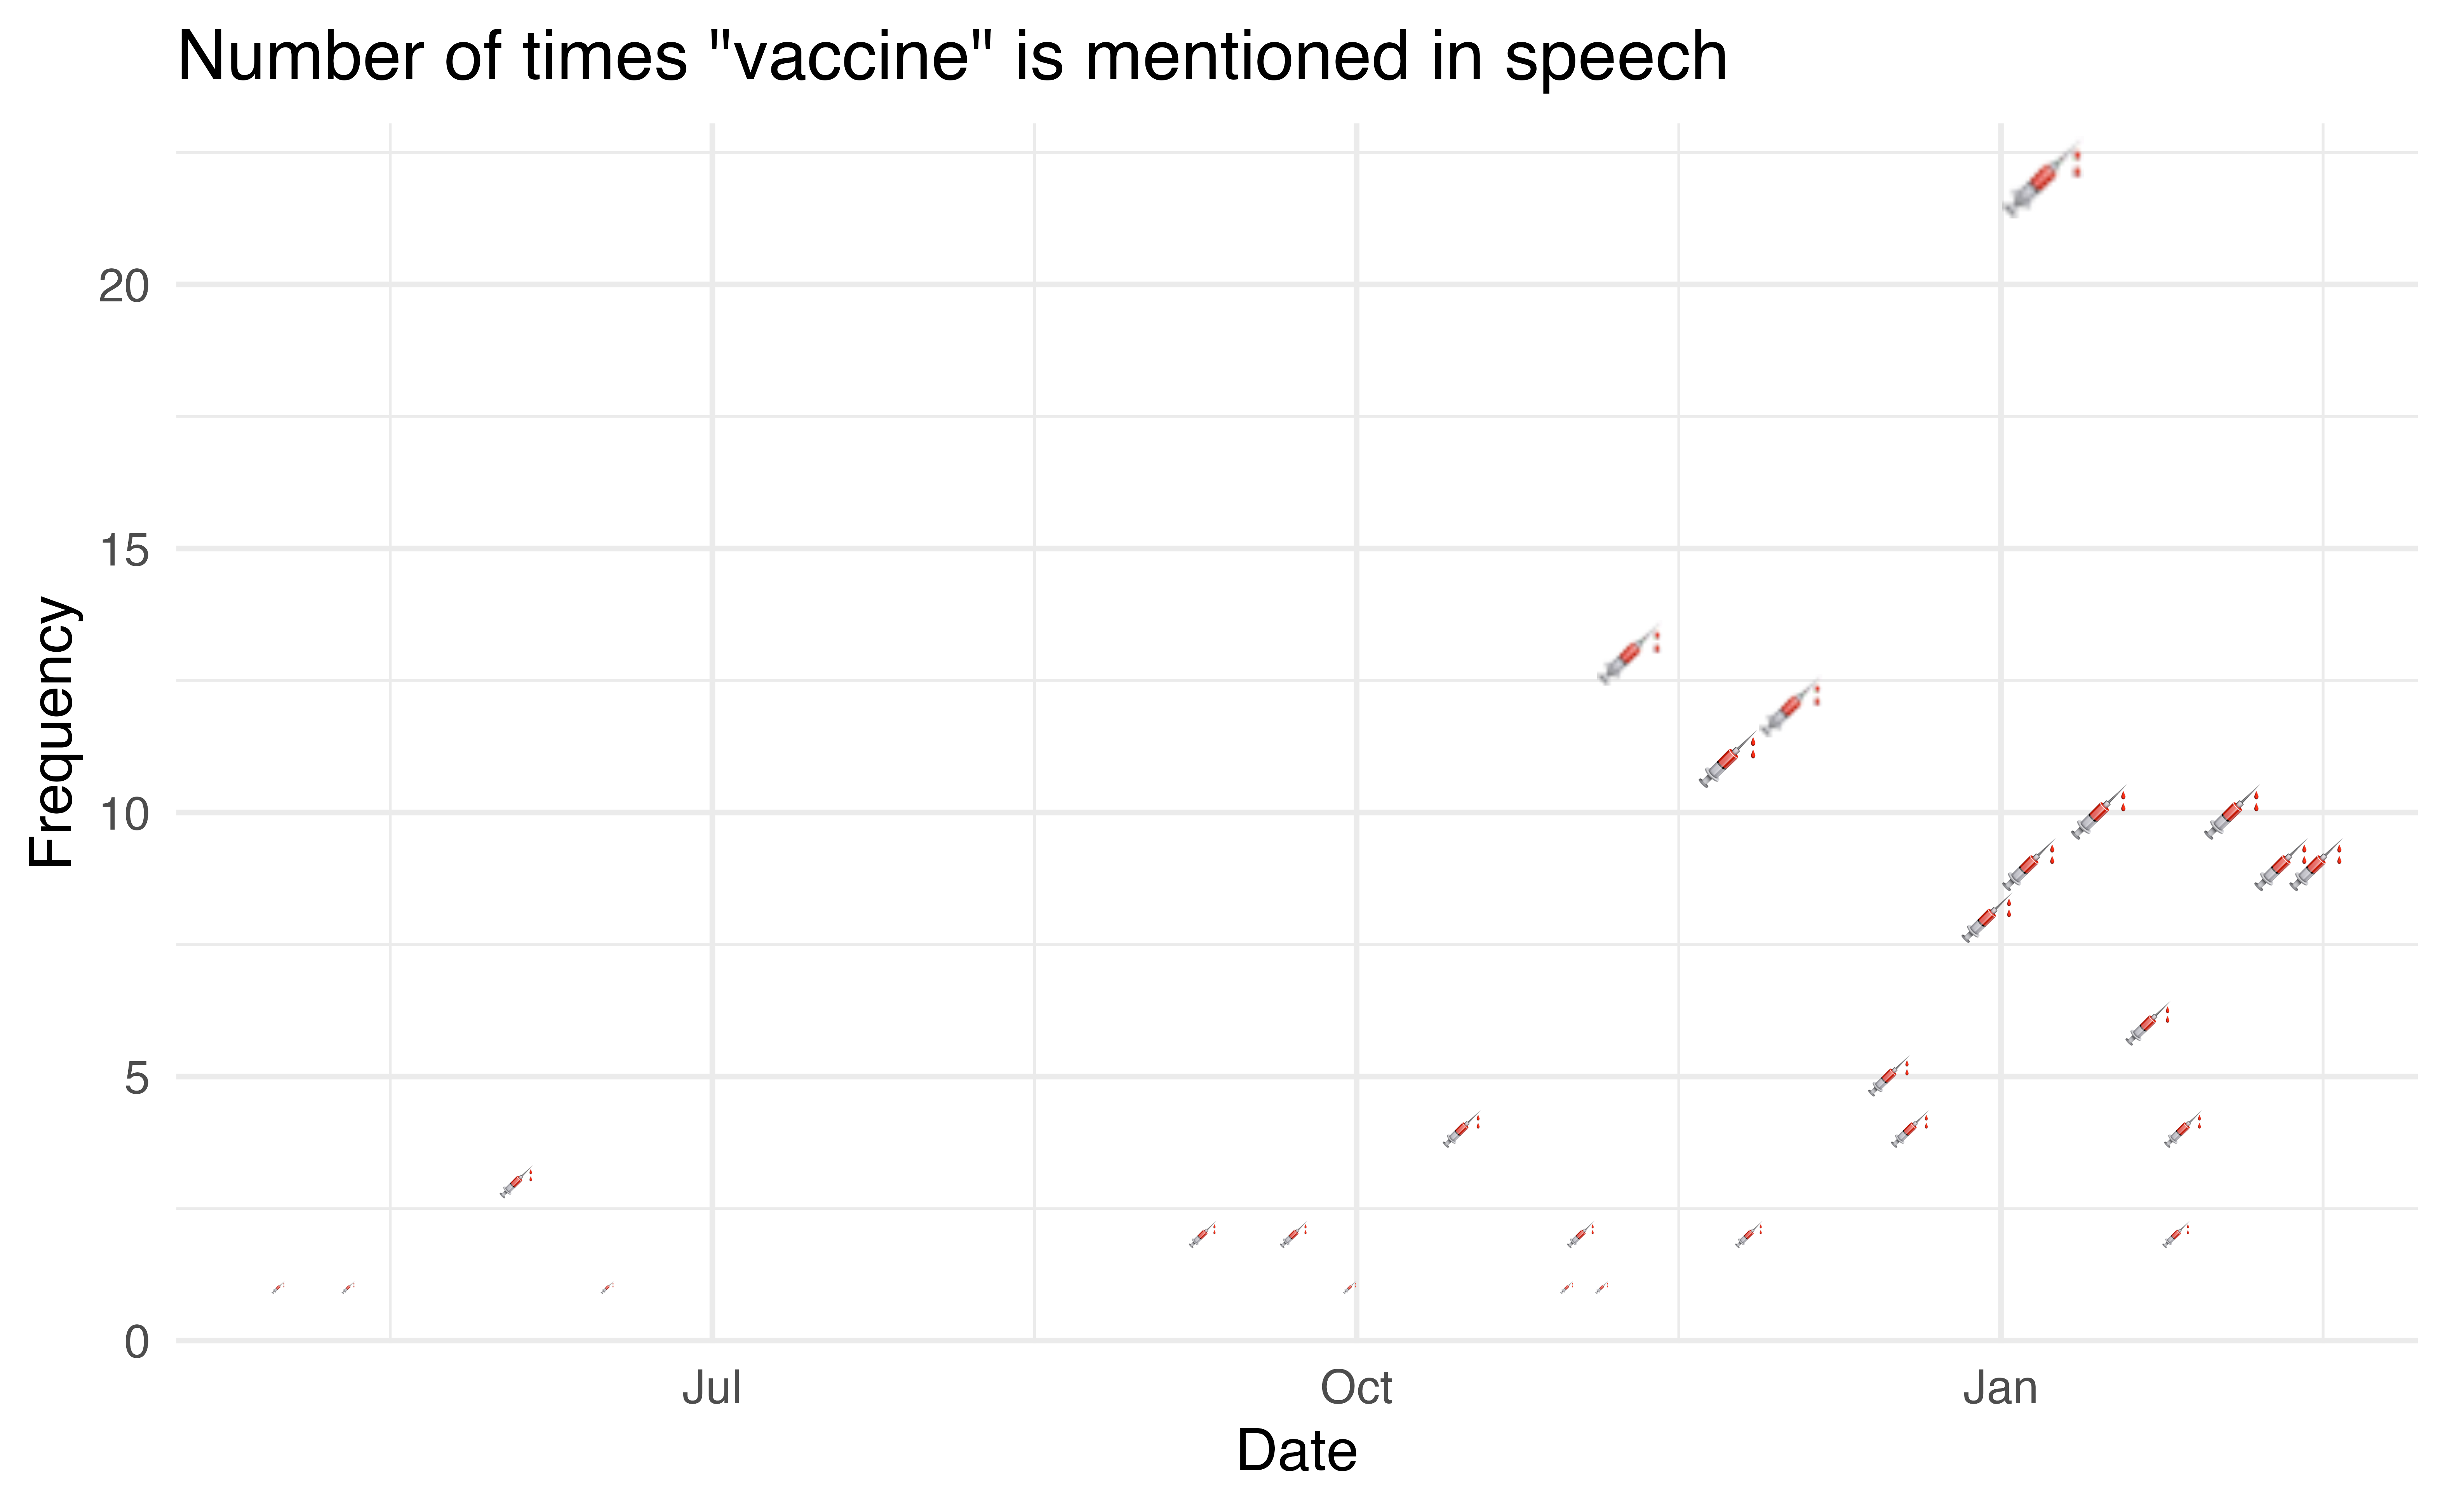 Number of times "vaccine" is mentioned in speech
Frequency
20
15
10
5
0
Jul Oct Jan
Date